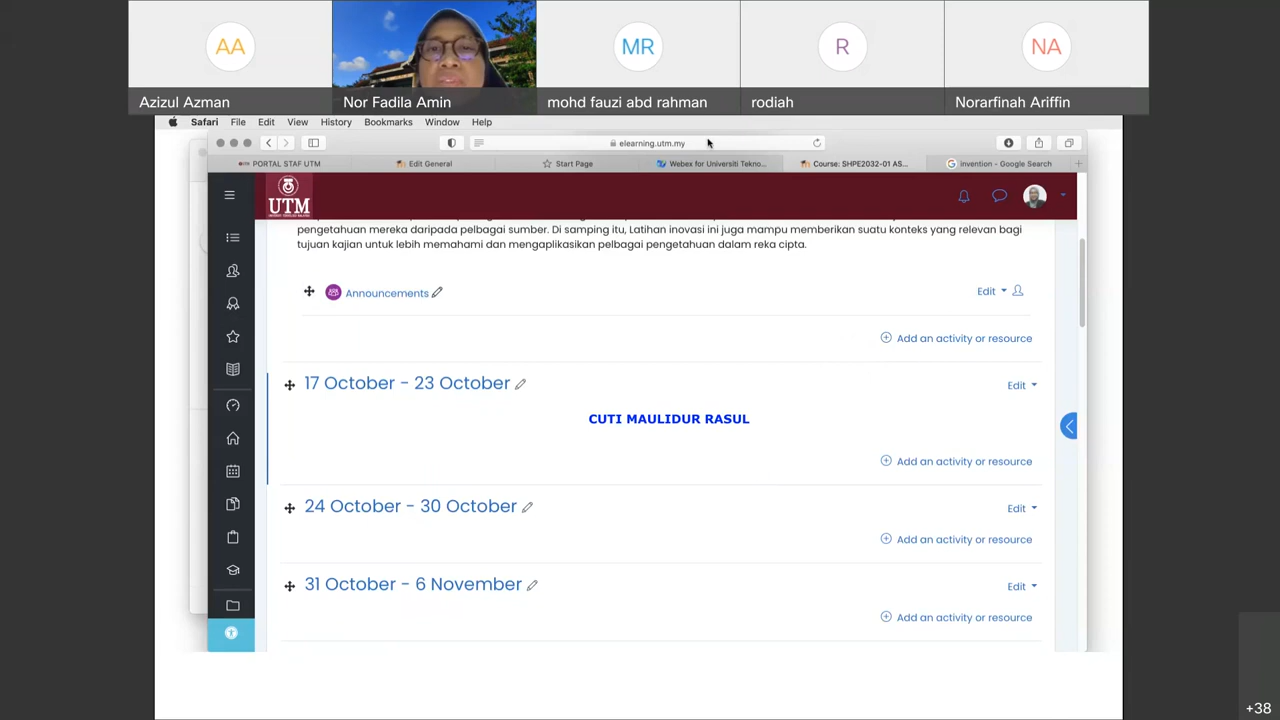 AA
MR
R
NA
Azizul Azman
Nor Fadila Amin
mohd fauzi abd rahman
rodiah
Norarfinah Ariffin
Safari File Edit View History Bookmarks Window Help
elearning.utm.my
PORTAL STAF UTM
Edit General
Start Page
Webex for Universiti Tekno...
Course: SHPE2032-01 AS...
invention - Google Search
UTM
pengetahuan mereka daripada pelbagai sumber. Di samping itu, Latihan inovasi ini juga mampu memberikan suatu konteks yang relevan bagi
tujuan kajian untuk lebih memahami dan mengaplikasikan pelbagai pengetahuan dalam reka cipta.
Announcements
Edit
Add an activity or resource
17 October - 23 October
Edit
CUTI MAULIDUR RASUL
Add an activity or resource
24 October - 30 October
Edit
Add an activity or resource
31 October - 6 November
Edit
Add an activity or resource
+38